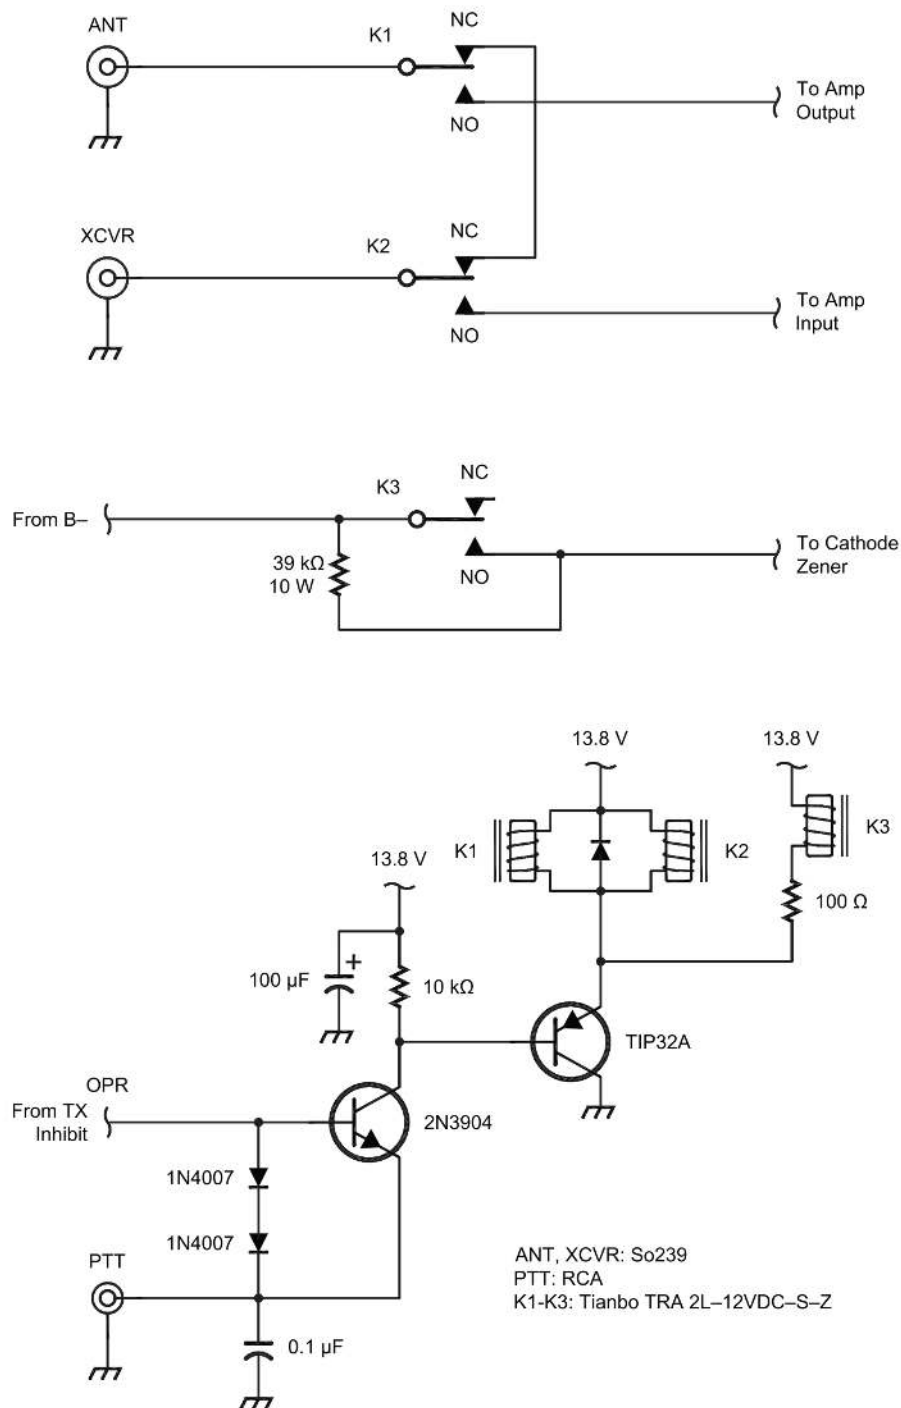 ANT
K1
NC
NO
To Amp
Output
XCVR
K2
NC
NO
To Amp
Input
From B–
K3
NC
NO
39 kΩ
10 W
To Cathode
Zener
13.8 V
13.8 V
K1
K2
K3
100 Ω
13.8 V
100 µF
+
10 kΩ
TIP32A
OPR
From TX
Inhibit
2N3904
1N4007
1N4007
PTT
0.1 µF
ANT, XCVR: So239
PTT: RCA
K1-K3: Tianbo TRA 2L–12VDC–S–Z